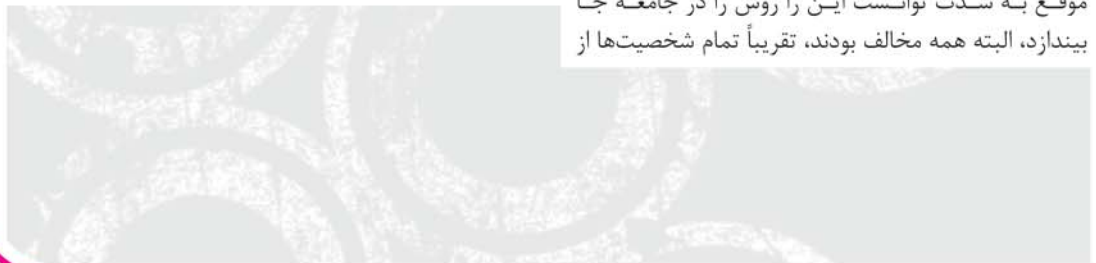 موقع به شدت توانست این را روش را در جامعه جا
بیندازد، البته همه مخالف بودند، تقریباً تمام شخصیت‌ها از